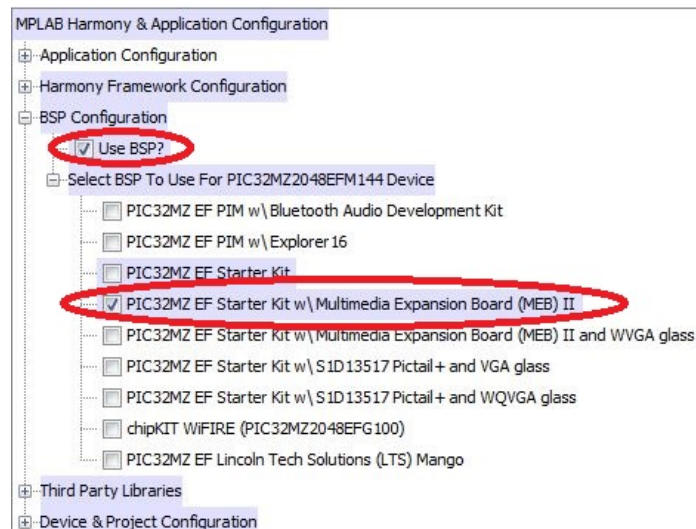 MPLAB Harmony & Application Configuration
Application Configuration
Harmony Framework Configuration
BSP Configuration
Use BSP?
Select BSP To Use For PIC32MZ2048EFM144 Device
PIC32MZ EF PIM w\Bluetooth Audio Development Kit
PIC32MZ EF PIM w\Explorer 16
PIC32MZ EF Starter Kit
PIC32MZ EF Starter Kit w\Multimedia Expansion Board (MEB) II
PIC32MZ EF Starter Kit w\Multimedia Expansion Board (MEB) II and WVGA glass
PIC32MZ EF Starter Kit w\S1D13517 Pictail+ and VGA glass
PIC32MZ EF Starter Kit w\S1D13517 Pictail+ and WQVGA glass
chipKIT WiFIRE (PIC32MZ2048EFG100)
PIC32MZ EF Lincoln Tech Solutions (LTS) Mango
Third Party Libraries
Device & Project Configuration